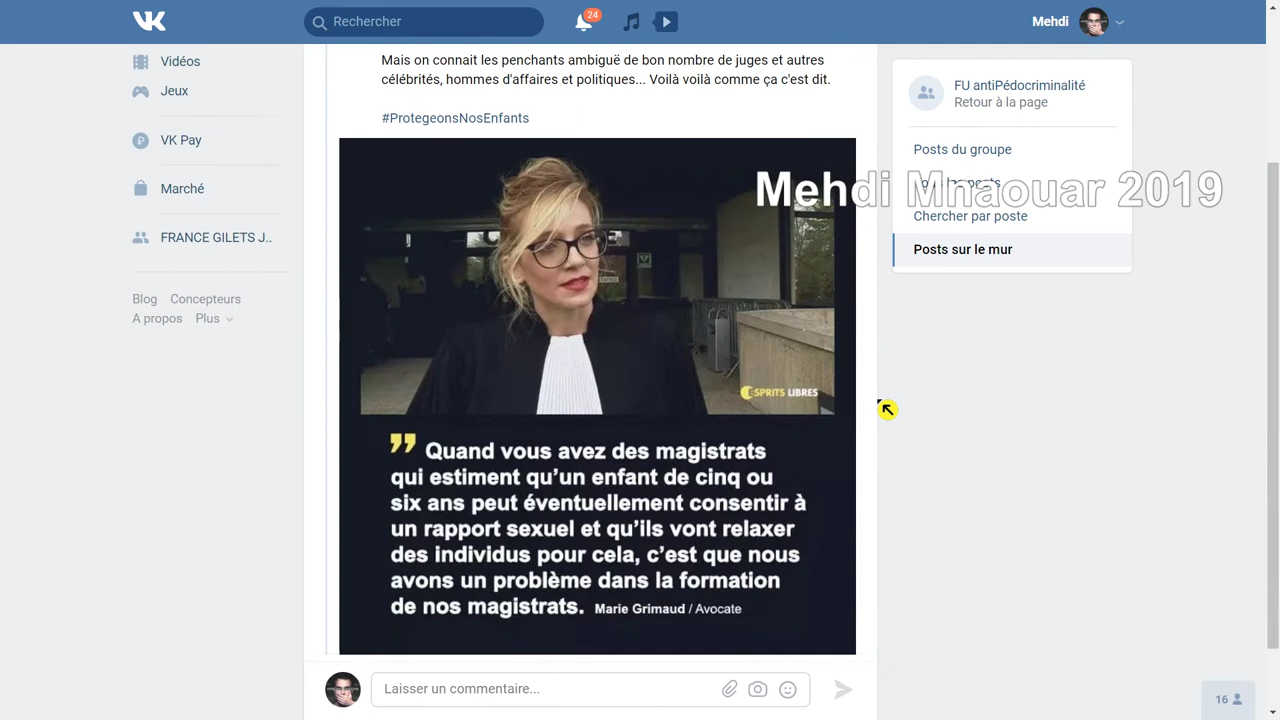 Rechercher
24
Mehdi
Vidéos
Jeux
VK Pay
Marché
FRANCE GILETS J..
Blog Concepteurs
A propos Plus
Mais on connait les penchants ambiguë de bon nombre de juges et autres
célébrités, hommes d'affaires et politiques... Voilà voilà comme ça c'est dit.
#ProtegeonsNosEnfants
ESPRITS LIBRES
” Quand vous avez des magistrats
qui estiment qu’un enfant de cinq ou
six ans peut éventuellement consentir à
un rapport sexuel et qu’ils vont relaxer
des individus pour cela, c’est que nous
avons un problème dans la formation
de nos magistrats. Marie Grimaud / Avocate
Laisser un commentaire...
FU antiPédocriminalité
Retour à la page
Posts du groupe
Mehdi Mnaouar 2019
Chercher par poste
Posts sur le mur
16